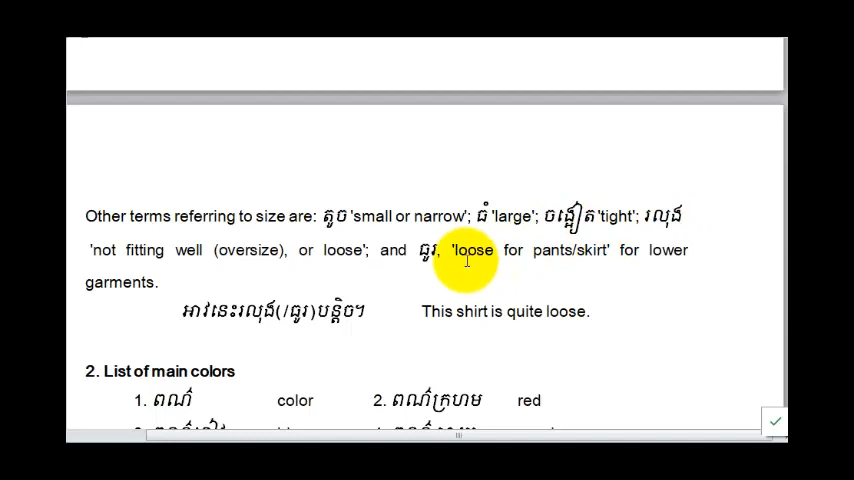 Other terms referring to size are: តូច 'small or narrow'; ធំ 'large'; ចង្អៀត 'tight'; រលុង
'not fitting well (oversize), or loose'; and ធូរ, 'loose for pants/skirt' for lower
garments.
អាវនេះរលុង(/ធូរ)បន្តិច។ This shirt is quite loose.
2. List of main colors
1. ពណ៌ color 2. ពណ៌ក្រហម red